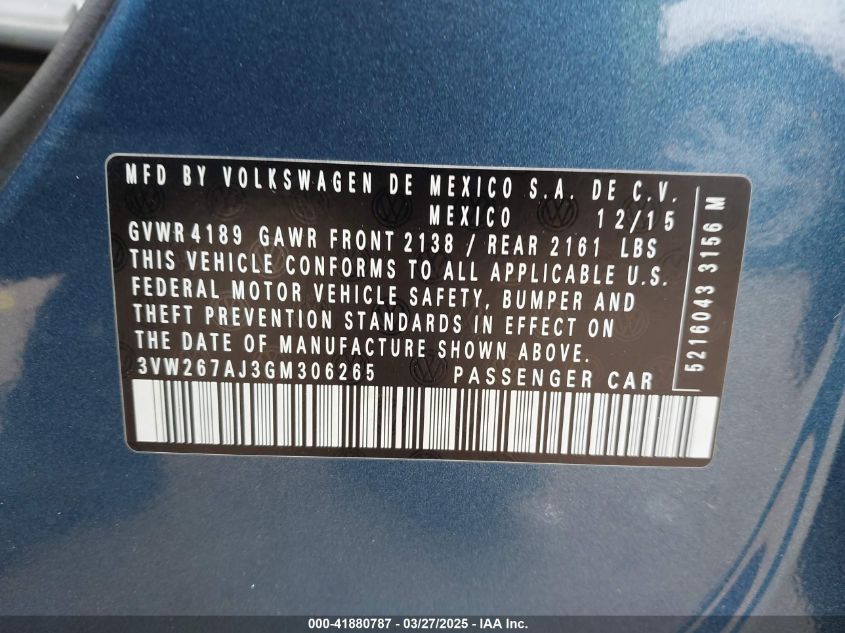 MFD BY VOLKSWAGEN DE MEXICO S.A. DE C.V.
MEXICO 12/15
GVWR 4189 GAWR FRONT 2138 / REAR 2161 LBS
THIS VEHICLE CONFORMS TO ALL APPLICABLE U.S.
FEDERAL MOTOR VEHICLE SAFETY, BUMPER AND
THEFT PREVENTION STANDARDS IN EFFECT ON
THE DATE OF MANUFACTURE SHOWN ABOVE.
3VW267AJ3GM306265 PASSENGER CAR
5216043 3156 M
000-41880787 - 03/27/2025 - IAA Inc.